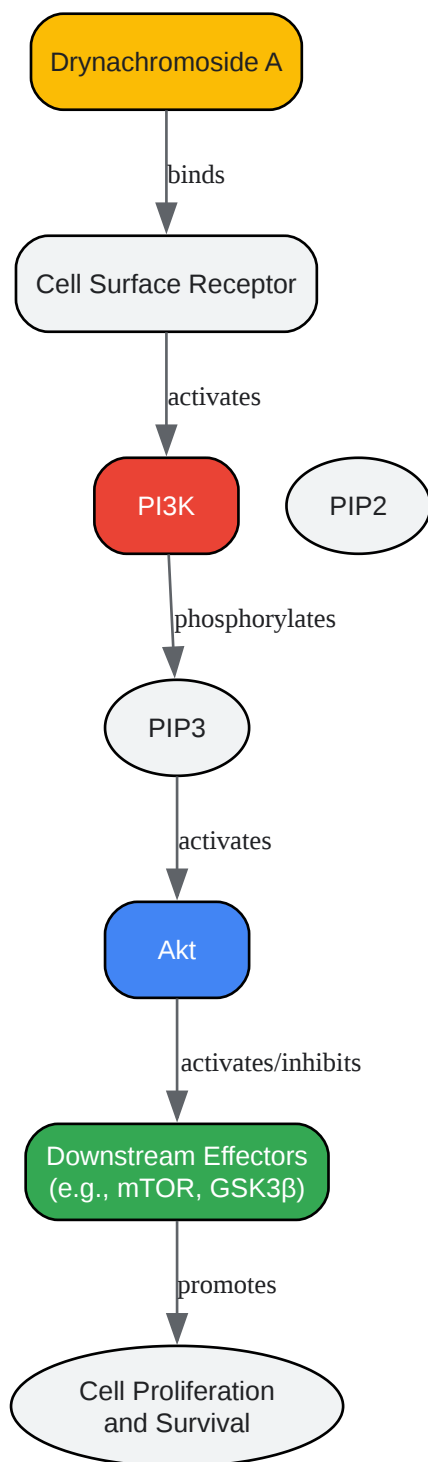 Drynachromoside A
binds
Cell Surface Receptor
activates
PI3K
PIP2
phosphorylates
PIP3
activates
Akt
activates/inhibits
Downstream Effectors
(e.g., mTOR, GSK3β)
promotes
Cell Proliferation
and Survival